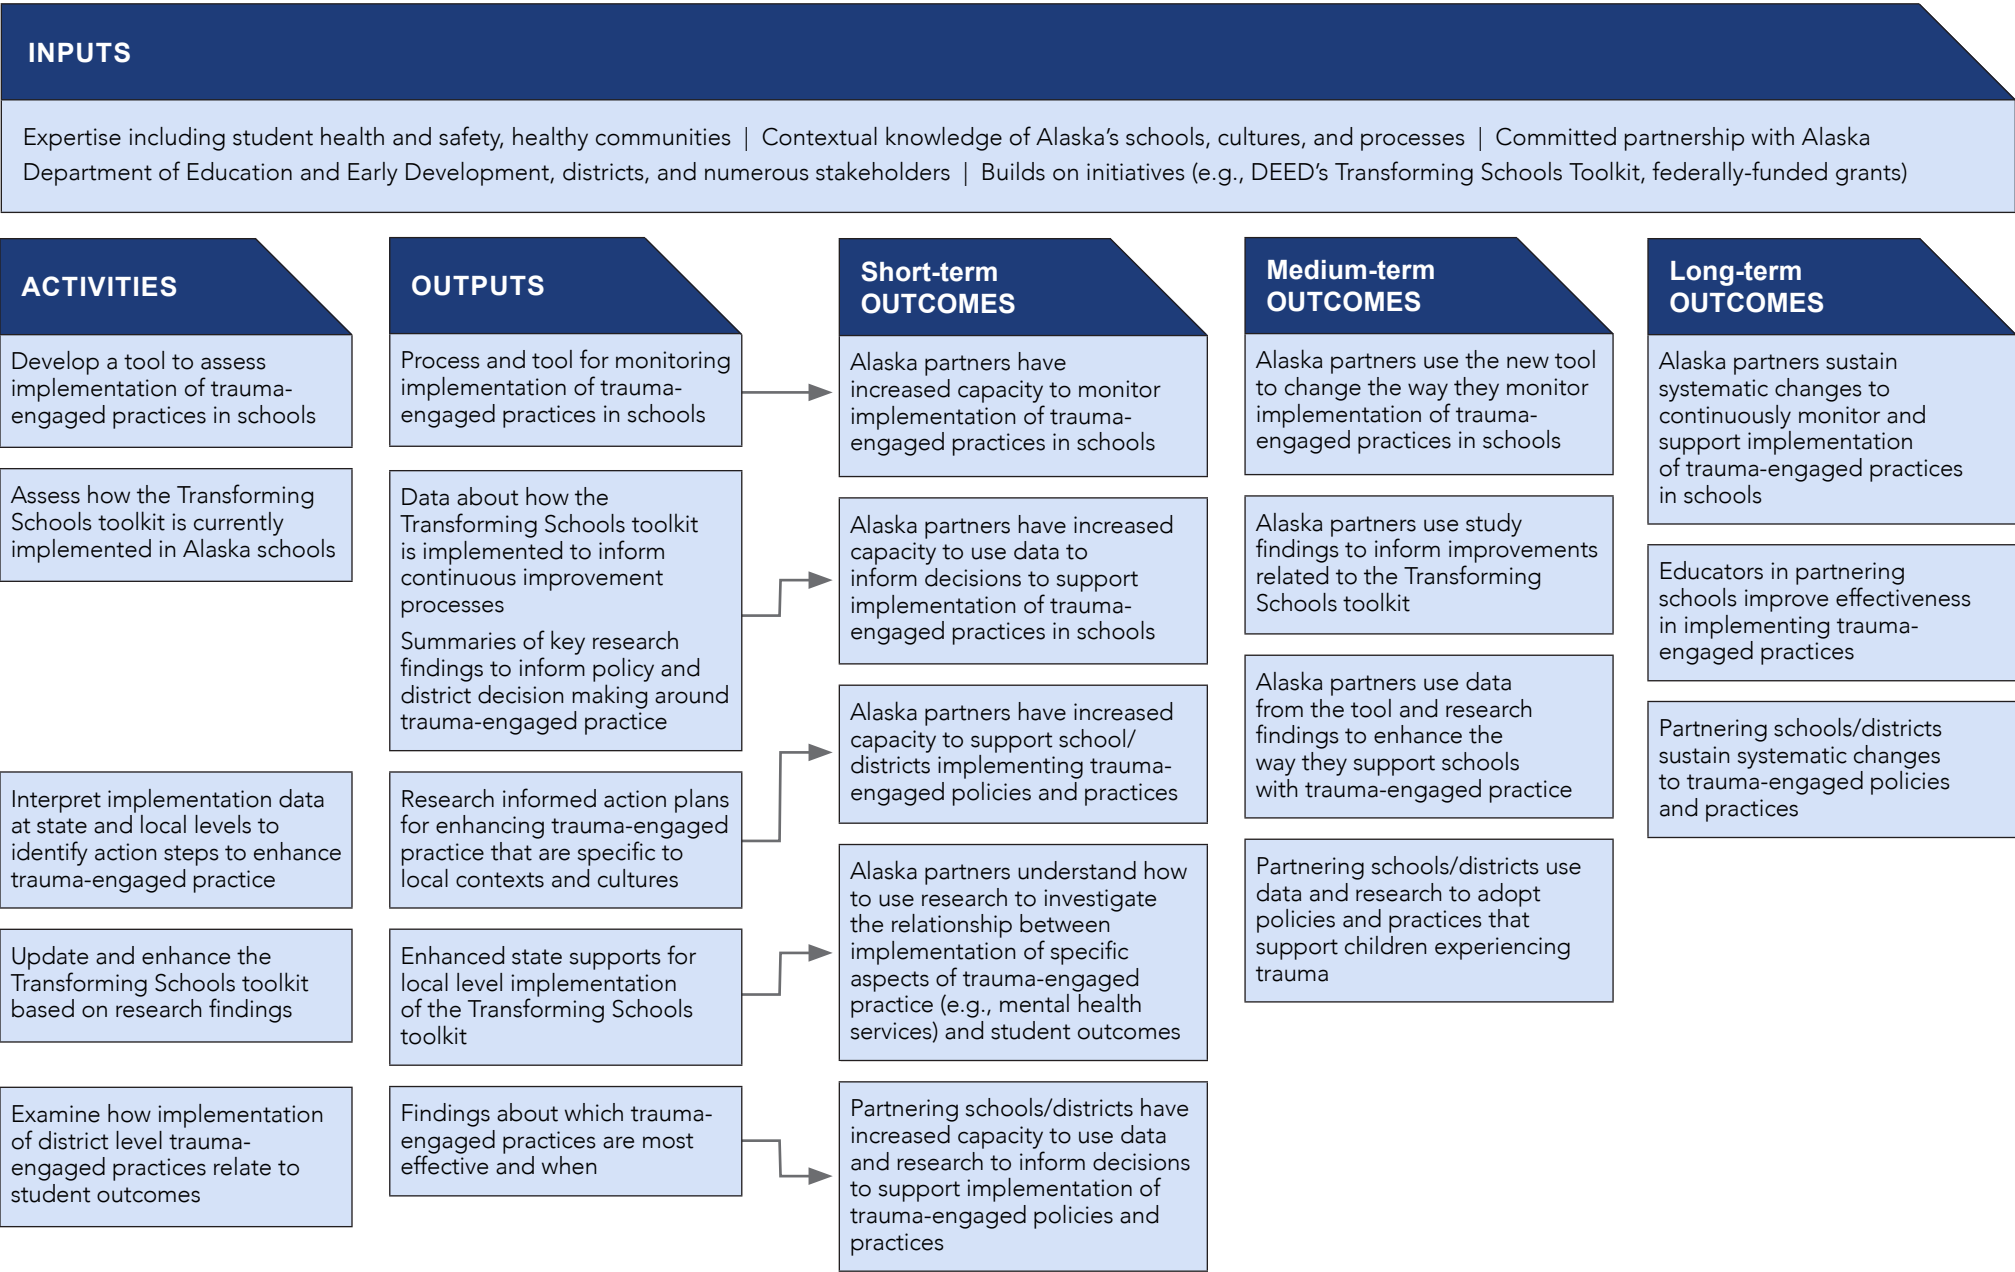 INPUTS
Expertise including student health and safety, healthy communities | Contextual knowledge of Alaska’s schools, cultures, and processes | Committed partnership with Alaska
Department of Education and Early Development, districts, and numerous stakeholders | Builds on initiatives (e.g., DEED’s Transforming Schools Toolkit, federally-funded grants)
ACTIVITIES
Develop a tool to assess
implementation of trauma-
engaged practices in schools
Assess how the Transforming
Schools toolkit is currently
implemented in Alaska schools
Interpret implementation data
at state and local levels to
identify action steps to enhance
trauma-engaged practice
Update and enhance the
Transforming Schools toolkit
based on research findings
Examine how implementation
of district level trauma-
engaged practices relate to
student outcomes
OUTPUTS
Process and tool for monitoring
implementation of trauma-
engaged practices in schools
Data about how the
Transforming Schools toolkit
is implemented to inform
continuous improvement
processes
Summaries of key research
findings to inform policy and
district decision making around
trauma-engaged practice
Research informed action plans
for enhancing trauma-engaged
practice that are specific to
local contexts and cultures
Enhanced state supports for
local level implementation
of the Transforming Schools
toolkit
Findings about which trauma-
engaged practices are most
effective and when
Short-term
OUTCOMES
Alaska partners have
increased capacity to monitor
implementation of trauma-
engaged practices in schools
Alaska partners have increased
capacity to use data to
inform decisions to support
implementation of trauma-
engaged practices in schools
Alaska partners have increased
capacity to support school/
districts implementing trauma-
engaged policies and practices
Alaska partners understand how
to use research to investigate
the relationship between
implementation of specific
aspects of trauma-engaged
practice (e.g., mental health
services) and student outcomes
Partnering schools/districts have
increased capacity to use data
and research to inform decisions
to support implementation of
trauma-engaged policies and
practices
Medium-term
OUTCOMES
Alaska partners use the new tool
to change the way they monitor
implementation of trauma-
engaged practices in schools
Alaska partners use study
findings to inform improvements
related to the Transforming
Schools toolkit
Alaska partners use data
from the tool and research
findings to enhance the
way they support schools
with trauma-engaged practice
Partnering schools/districts use
data and research to adopt
policies and practices that
support children experiencing
trauma
Long-term
OUTCOMES
Alaska partners sustain
systematic changes to
continuously monitor and
support implementation
of trauma-engaged practices
in schools
Educators in partnering
schools improve effectiveness
in implementing trauma-
engaged practices
Partnering schools/districts
sustain systematic changes
to trauma-engaged policies
and practices